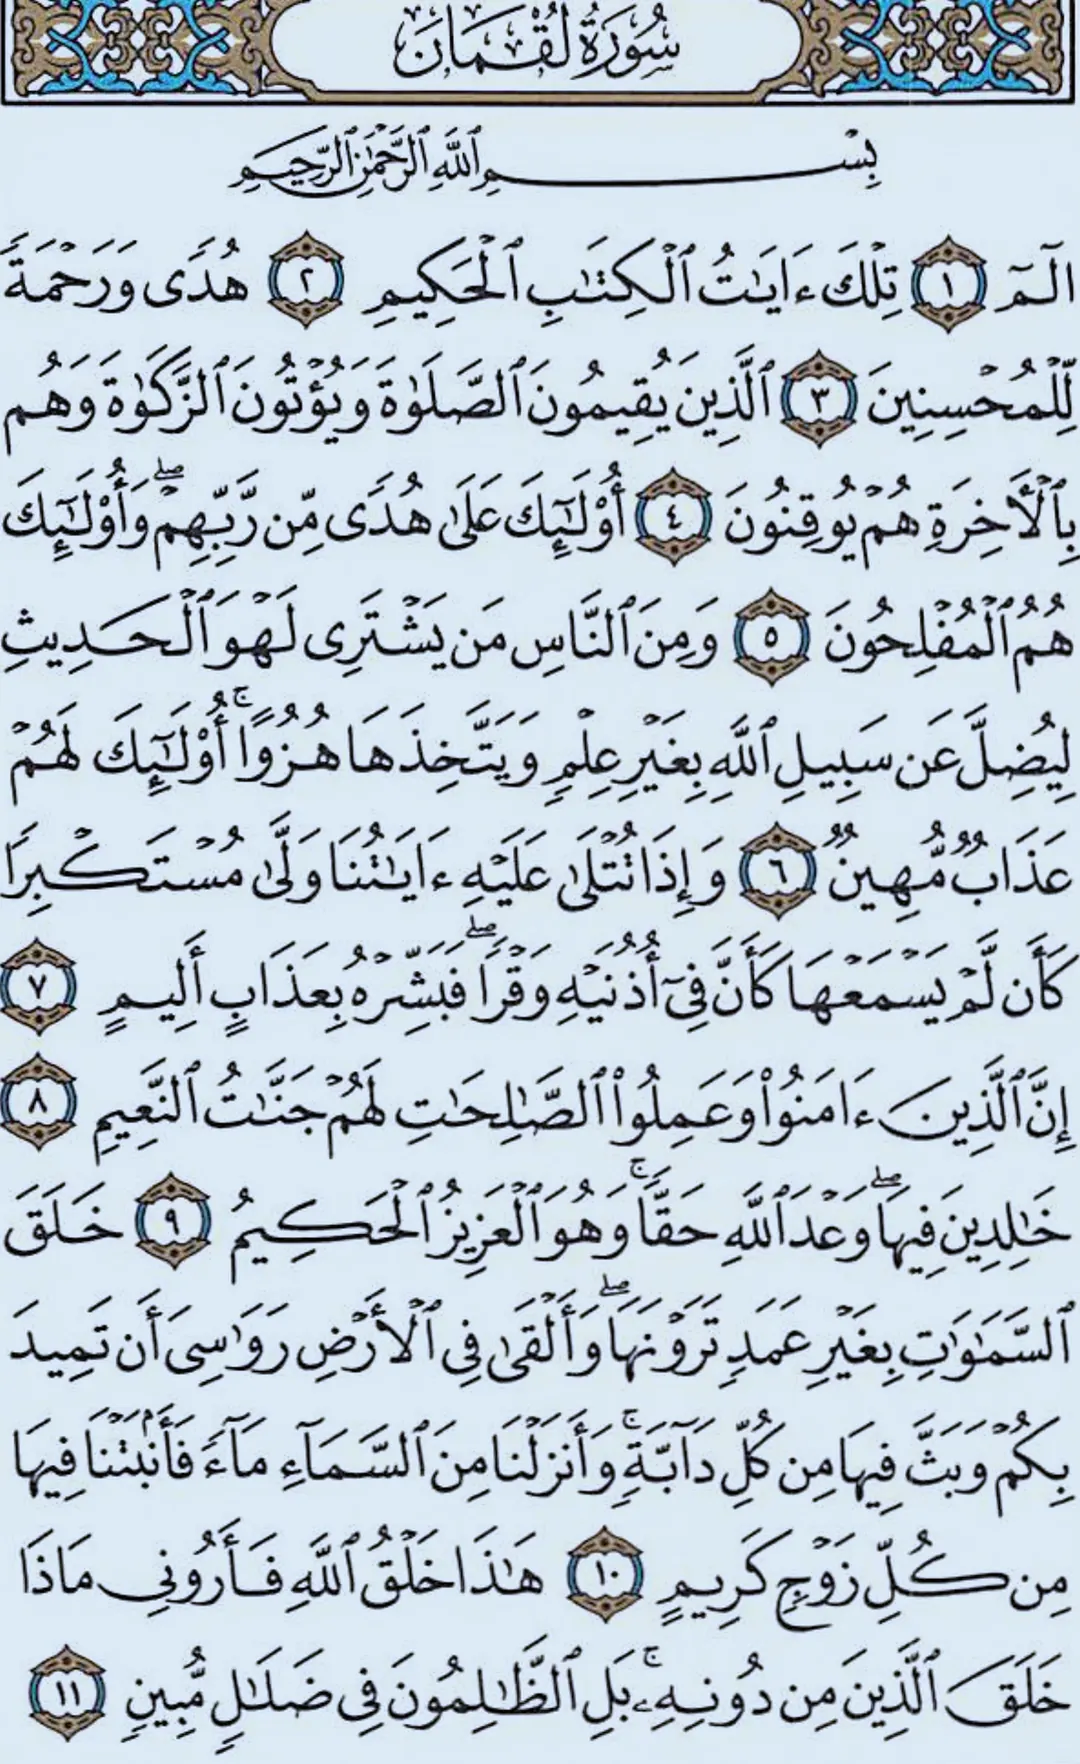 سُورَةُ لُقْمَانَ
بِسْمِ ٱللَّهِ ٱلرَّحْمَٰنِ ٱلرَّحِيمِ
الٓمٓ ١ تِلْكَ ءَايَٰتُ ٱلْكِتَٰبِ ٱلْحَكِيمِ ٢ هُدًى وَرَحْمَةً
لِّلْمُحْسِنِينَ ٣ ٱلَّذِينَ يُقِيمُونَ ٱلصَّلَوٰةَ وَيُؤْتُونَ ٱلزَّكَوٰةَ وَهُم
بِٱلْأَخِرَةِ هُمْ يُوقِنُونَ ٤ أُوْلَٰٓئِكَ عَلَىٰ هُدًى مِّن رَّبِّهِمْۖ وَأُوْلَٰٓئِكَ
هُمُ ٱلْمُفْلِحُونَ ٥ وَمِنَ ٱلنَّاسِ مَن يَشْتَرِى لَهْوَ ٱلْحَدِيثِ
لِيُضِلَّ عَن سَبِيلِ ٱللَّهِ بِغَيْرِ عِلْمٍ وَيَتَّخِذَهَا هُزُوًاۚ أُوْلَٰٓئِكَ لَهُمْ
عَذَابٌ مُّهِينٌ ٦ وَإِذَا تُتْلَىٰ عَلَيْهِ ءَايَٰتُنَا وَلَّىٰ مُسْتَكْبِرًا
كَأَن لَّمْ يَسْمَعْهَا كَأَنَّ فِىٓ أُذُنَيْهِ وَقْرًاۖ فَبَشِّرْهُ بِعَذَابٍ أَلِيمٍ ٧
إِنَّ ٱلَّذِينَ ءَامَنُوا۟ وَعَمِلُوا۟ ٱلصَّٰلِحَٰتِ لَهُمْ جَنَّٰتُ ٱلنَّعِيمِ ٨
خَٰلِدِينَ فِيهَاۖ وَعْدَ ٱللَّهِ حَقًّاۚ وَهُوَ ٱلْعَزِيزُ ٱلْحَكِيمُ ٩ خَلَقَ
ٱلسَّمَٰوَٰتِ بِغَيْرِ عَمَدٍ تَرَوْنَهَاۖ وَأَلْقَىٰ فِى ٱلْأَرْضِ رَوَٰسِىَ أَن تَمِيدَ
بِكُمْ وَبَثَّ فِيهَا مِن كُلِّ دَآبَّةٍۚ وَأَنزَلْنَا مِنَ ٱلسَّمَآءِ مَآءً فَأَنۢبَتْنَا فِيهَا
مِن كُلِّ زَوْجٍ كَرِيمٍ ١٠ هَٰذَا خَلْقُ ٱللَّهِ فَأَرُونِى مَاذَا
خَلَقَ ٱلَّذِينَ مِن دُونِهِۦۚ بَلِ ٱلظَّٰلِمُونَ فِى ضَلَٰلٍ مُّبِينٍ ١١